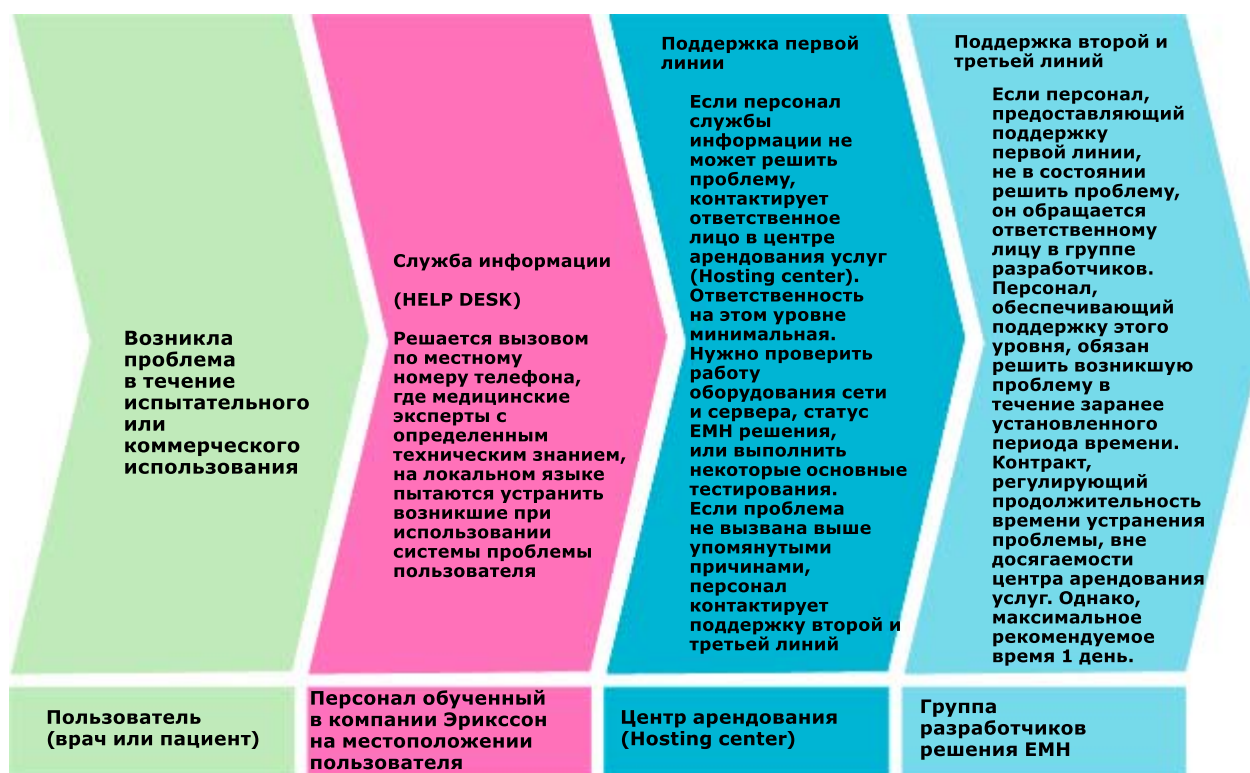 Возникла
проблема
в течение
испытательного
или
коммерческого
использования
Служба информации
(HELP DESK)
Решается вызовом
по местному
номеру телефона,
где медицинские
эксперты с
определенным
техническим знанием,
на локальном языке
пытаются устранить
возникшие при
использовании
системы проблемы
пользователя
Поддержка первой
линии
Если персонал
службы
информации не
может решить
проблему,
контактирует
ответственное
лицо в центре
арендования услуг
(Hosting center).
Ответственность
на этом уровне
минимальная.
Нужно проверить
работу
оборудования сети
и сервера, статус
ЕМН решения,
или выполнить
некоторые основные
тестирования.
Если проблема
не вызвана выше
упомянутыми
причинами,
персонал
контактирует
поддержку второй и
третьей линий
Поддержка второй и
третьей линий
Если персонал,
предоставляющий
поддержку
первой линии,
не в состоянии
решить проблему,
он обращается
ответственному
лицу в группе
разработчиков.
Персонал,
обеспечивающий
поддержку этого
уровня, обязан
решить возникшую
проблему в
течение заранее
установленного
периода времени.
Контракт,
регулирующий
продолжительность
времени устранения
проблемы, вне
досягаемости
центра арендования
услуг. Однако,
максимальное
рекомендуемое
время 1 день.
Пользователь
(врач или пациент)
Персонал обученный
в компании Эрикссон
на местоположении
пользователя
Центр арендования
(Hosting center)
Группа
разработчиков
решения ЕМН